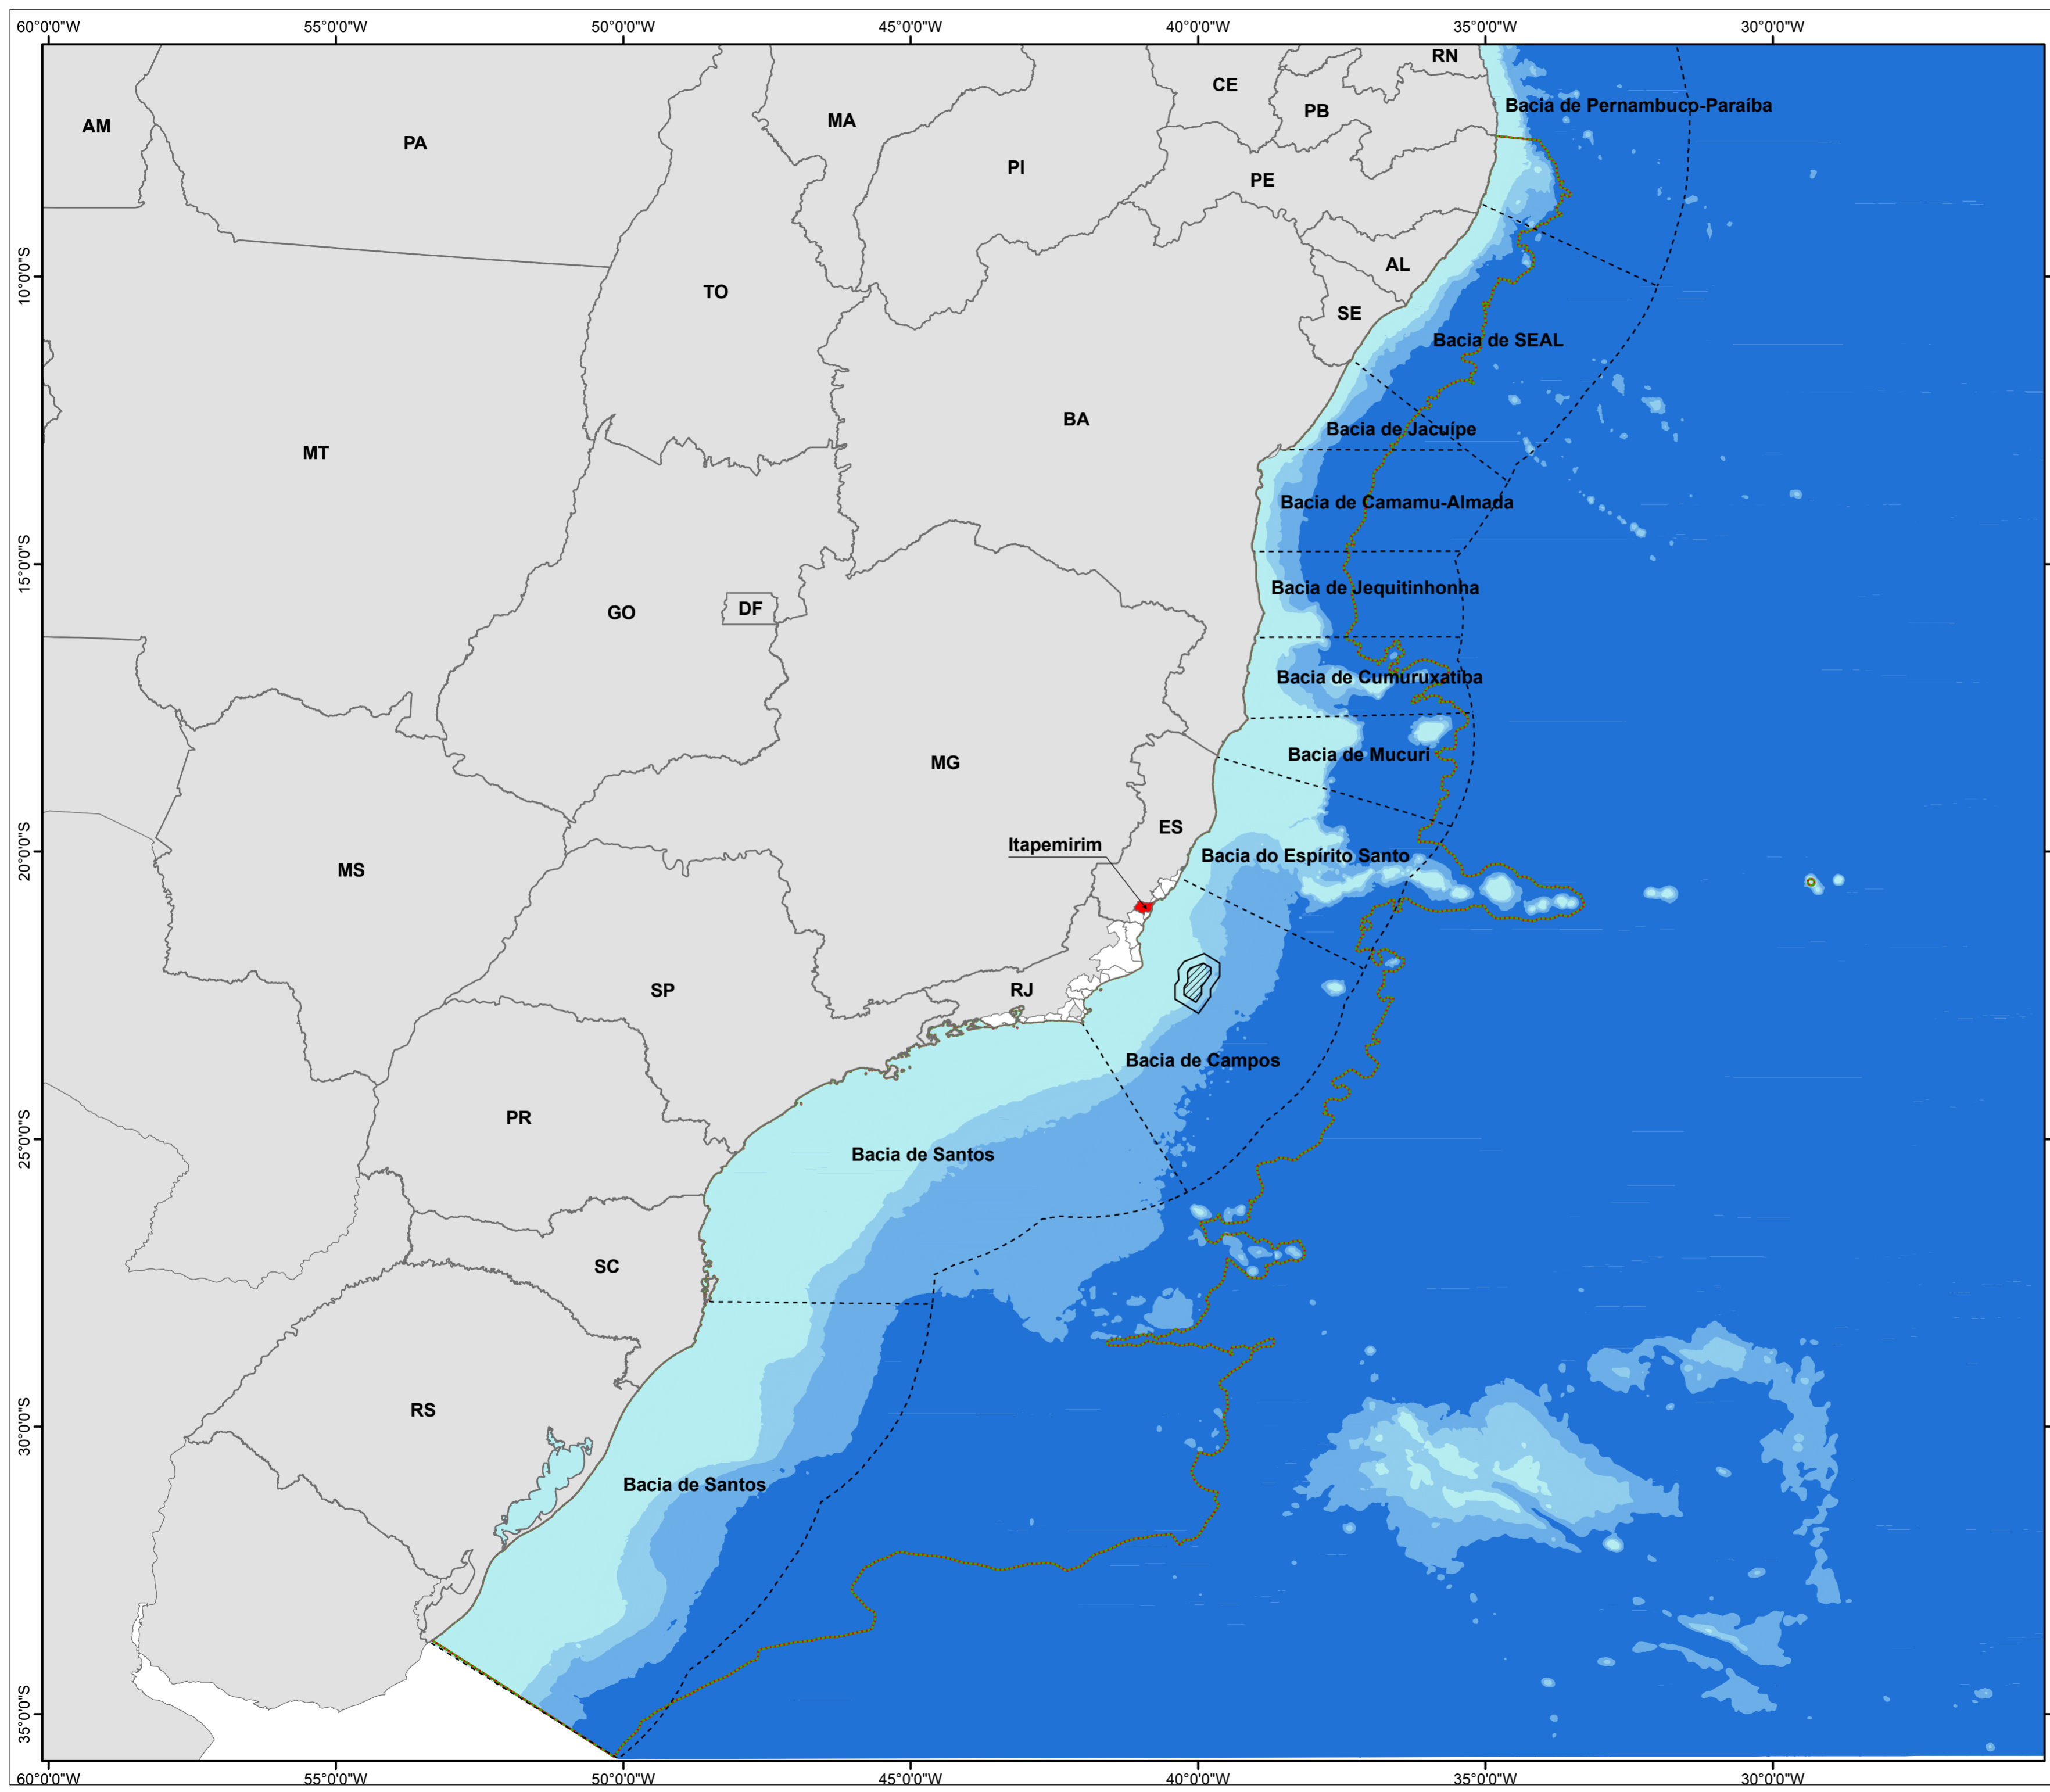 60°0'0"W 55°0'0"W 50°0'0"W 45°0'0"W 40°0'0"W 35°0'0"W 30°0'0"W
RN
CE
Bacia de Pernambuco-Paraíba
PB
MA
AM
PA
PI
PE
AL
10°0'0"S
TO
SE
Bacia de SEAL
BA
Bacia de Jacuípe
MT
Bacia de Camamu-Almada
15°0'0"S
Bacia de Jequitinhonha
DF
GO
Bacia de Cumuruxatiba
Bacia de Mucuri
MG
ES
Itapemirim
20°0'0"S
Bacia do Espírito Santo
MS
SP
RJ
Bacia de Campos
PR
25°0'0"S
Bacia de Santos
SC
RS
30°0'0"S
Bacia de Santos
35°0'0"S
60°0'0"W 55°0'0"W 50°0'0"W 45°0'0"W 40°0'0"W 35°0'0"W 30°0'0"W